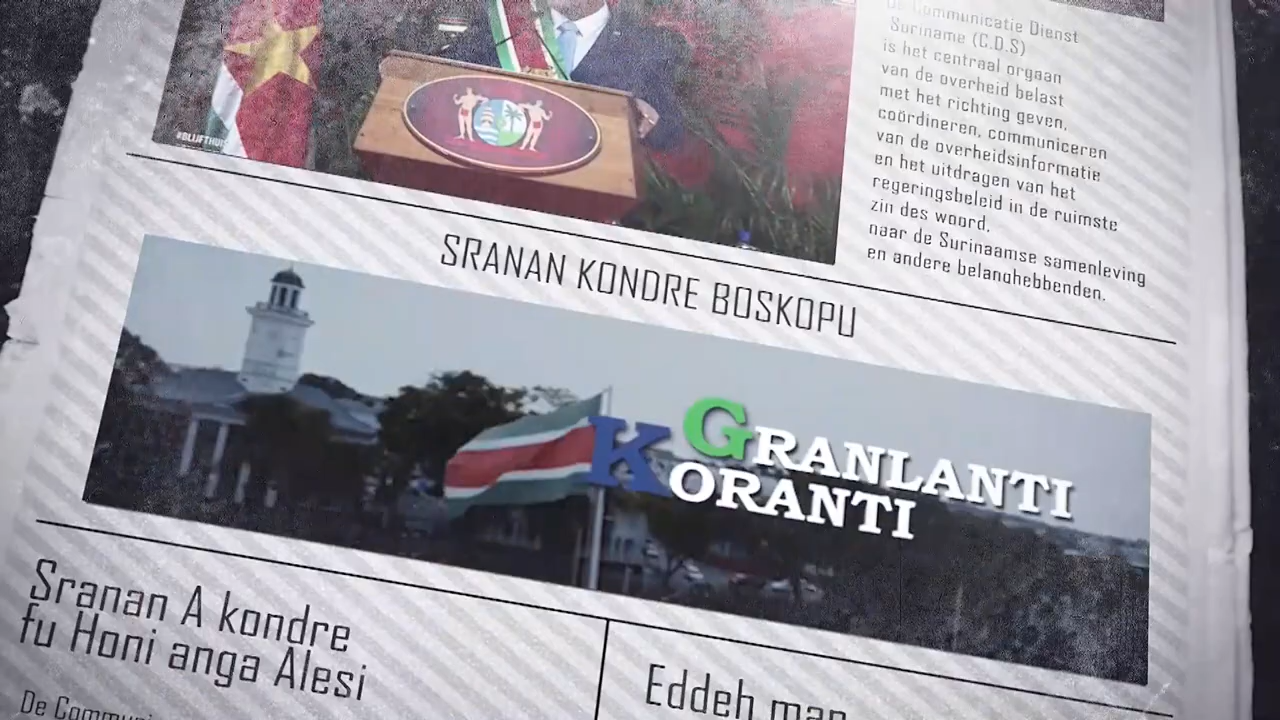 De Communicatie Dienst
Suriname (C.D.S)
is het centraal orgaan
van de overheid belast
met het richting geven,
coördineren, communiceren
van de overheidsinformatie
en het uitdragen van het
regeringsbeleid in de ruimste
zin des woord,
naar de Surinaamse samenleving
en andere belanghebbenden.
SRANAN KONDRE BOSKOPU
GRANLANTI
KORANTI
Sranan A kondre
fu Honi anga Alesi
De
Eddeh man